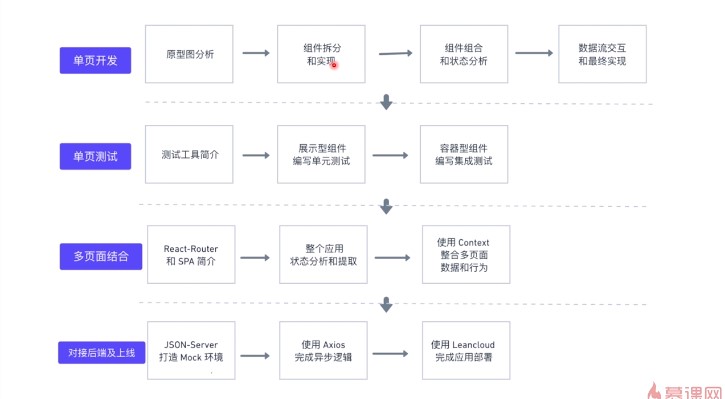 单页开发
原型图分析
组件拆分
和实现
组件组合
和状态分析
数据流交互
和最终实现
单页测试
测试工具简介
展示型组件
编写单元测试
容器型组件
编写集成测试
多页面结合
React-Router
和 SPA 简介
整个应用
状态分析和提取
使用 Context
整合多页面
数据和行为
对接后端及上线
JSON-Server
打造 Mock 环境
使用 Axios
完成异步逻辑
使用 Leancloud
完成应用部署
慕课网